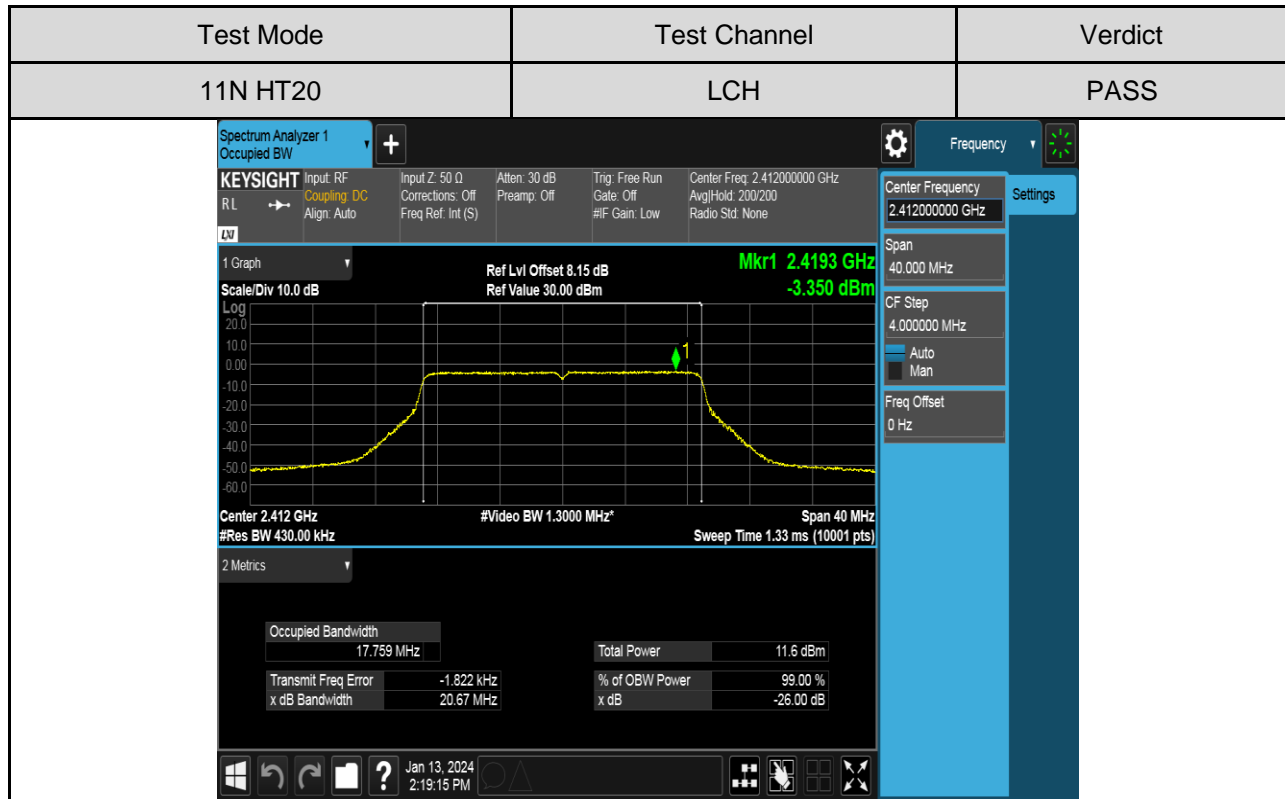 Test Mode Test Channel Verdict
11N HT20 LCH PASS
Spectrum Analyzer 1
Occupied BW
+
Frequency
KEYSIGHT
RL
LXI
Input: RF
Coupling: DC
Align: Auto
Input Z: 50 Ω
Corrections: Off
Freq Ref: Int (S)
Atten: 30 dB
Preamp: Off
Trig: Free Run
Gate: Off
#IF Gain: Low
Center Freq: 2.412000000 GHz
Avg|Hold: 200/200
Radio Std: None
Center Frequency
2.412000000 GHz
Settings
Span
40.000 MHz
CF Step
4.000000 MHz
Auto
Man
Freq Offset
0 Hz
1 Graph
Scale/Div 10.0 dB
Ref Lvl Offset 8.15 dB
Ref Value 30.00 dBm
Mkr1 2.4193 GHz
-3.350 dBm
Log
20.0
10.0
0.00
-10.0
-20.0
-30.0
-40.0
-50.0
-60.0
1
Center 2.412 GHz #Video BW 1.3000 MHz* Span 40 MHz
#Res BW 430.00 kHz Sweep Time 1.33 ms (10001 pts)
2 Metrics
Occupied Bandwidth
17.759 MHz
Total Power 11.6 dBm
Transmit Freq Error -1.822 kHz % of OBW Power 99.00 %
x dB Bandwidth 20.67 MHz x dB -26.00 dB
?
Jan 13, 2024
2:19:15 PM